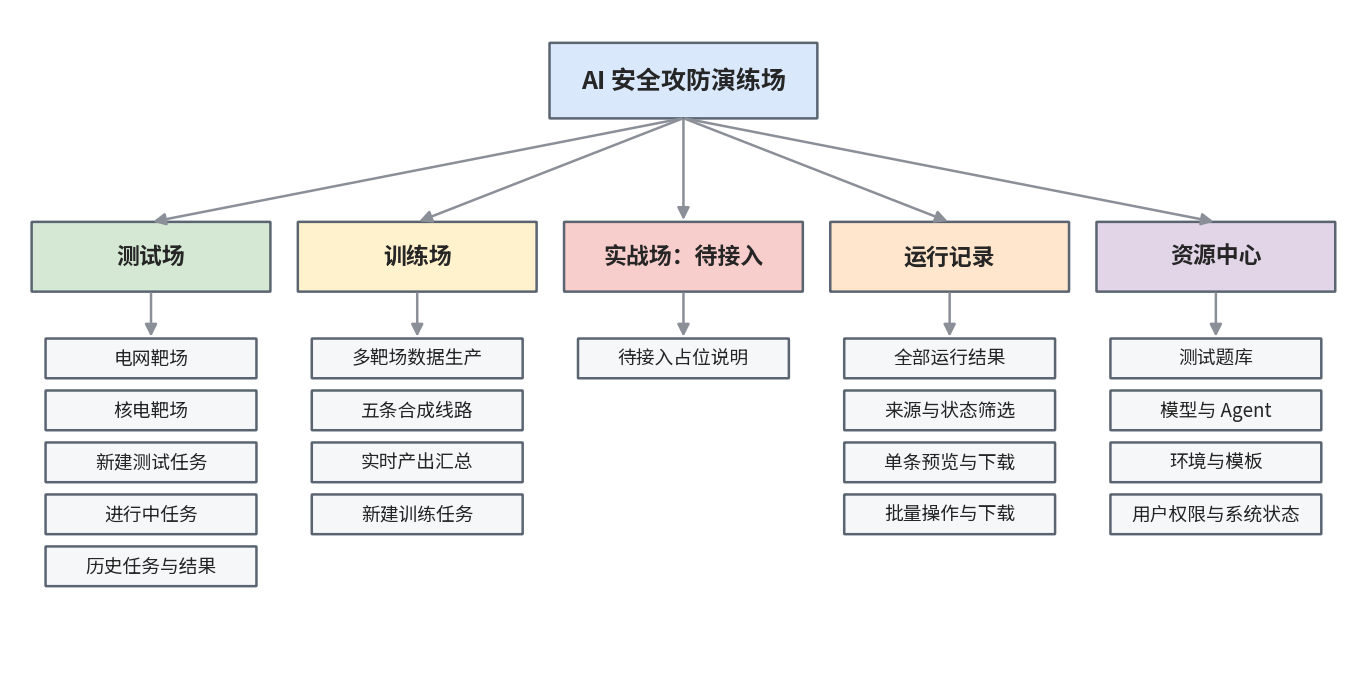 AI 安全攻防演练场
测试场
训练场
实战场：待接入
运行记录
资源中心
电网靶场
核电靶场
新建测试任务
进行中任务
历史任务与结果
多靶场数据生产
五条合成线路
实时产出汇总
新建训练任务
待接入占位说明
全部运行结果
来源与状态筛选
单条预览与下载
批量操作与下载
测试题库
模型与 Agent
环境与模板
用户权限与系统状态